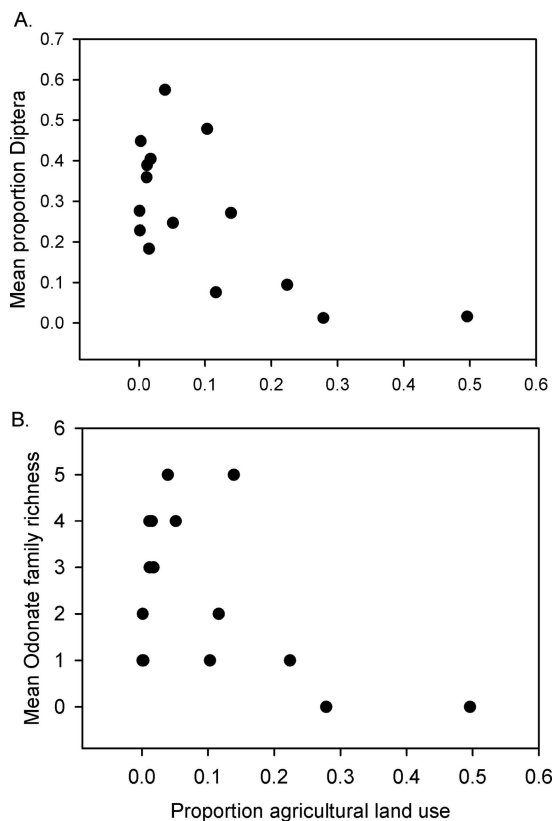 A.
Mean proportion Diptera
0.7
0.6
0.5
0.4
0.3
0.2
0.1
0.0
0.0 0.1 0.2 0.3 0.4 0.5 0.6
B.
Mean Odonate family richness
6
5
4
3
2
1
0
0.0 0.1 0.2 0.3 0.4 0.5 0.6
Proportion agricultural land use